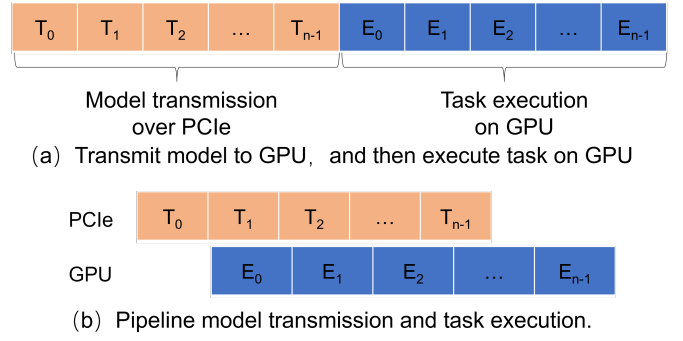 T0 T1 T2 … Tn-1 E0 E1 E2 … En-1
Model transmission over PCIe
Task execution on GPU
（a）Transmit model to GPU，and then execute task on GPU
PCIe T0 T1 T2 … Tn-1
GPU E0 E1 E2 … En-1
（b）Pipeline model transmission and task execution.